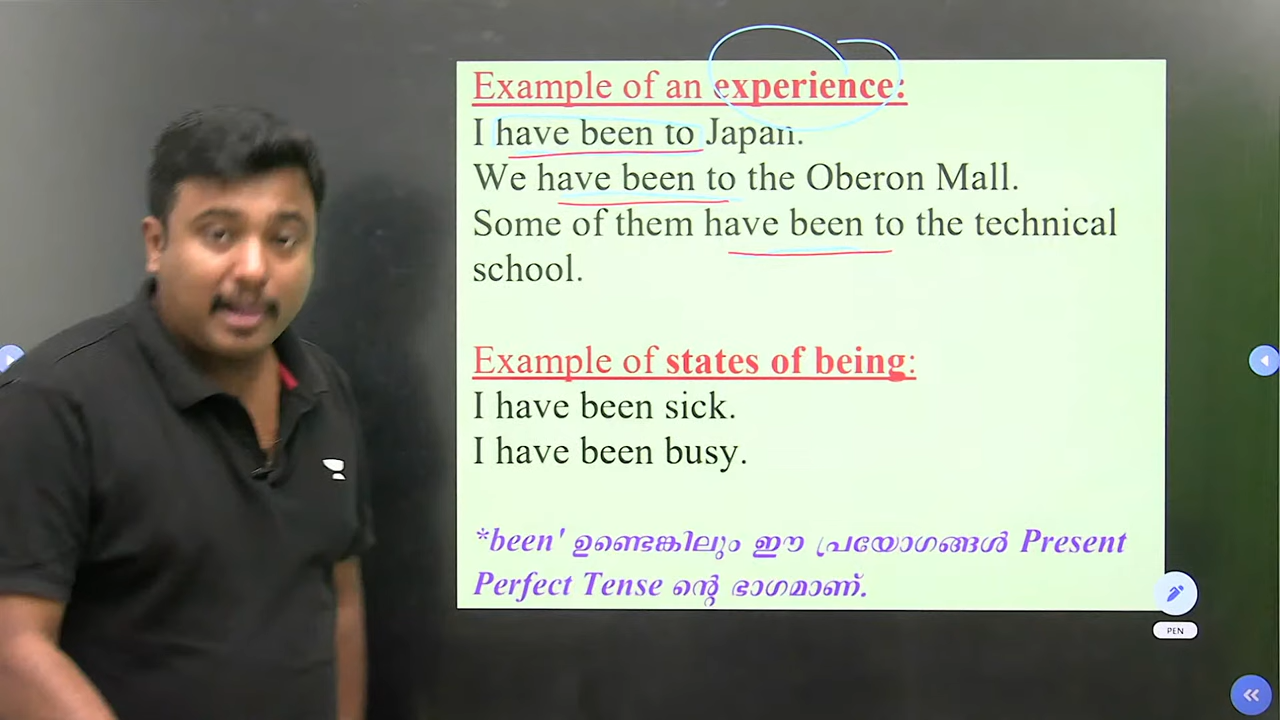 Example of an experience:
I have been to Japan.
We have been to the Oberon Mall.
Some of them have been to the technical
school.
Example of states of being:
I have been sick.
I have been busy.
*been' ഉണ്ടെങ്കിലും ഈ പ്രയോഗങ്ങൾ Present
Perfect Tense ന്റെ ഭാഗമാണ്.
PEN